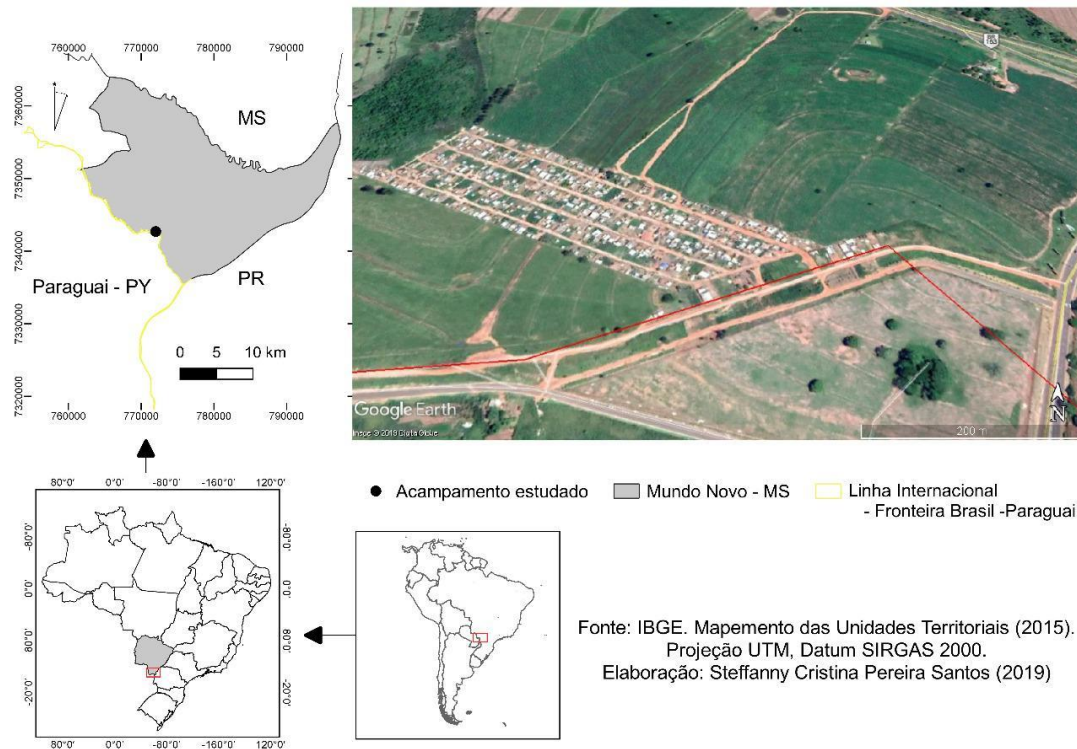 760000 770000 780000 790000
7360000
7350000
7340000
7330000
7320000
MS
PR
Paraguai - PY
0 5 10 km
760000 770000 780000 790000
BR
163
Google Earth
200 m
N
Acampamento estudado
Mundo Novo - MS
Linha Internacional
- Fronteira Brasil -Paraguai
80°0' 0°0' -80°0' -160°0' 120°0'
-80°0'
0°0'
80°0'
-20°0'
-80°0'
0°0'
80°0'
-20°0'
80°0' 0°0' -80°0' -160°0' 120°0'
Fonte: IBGE. Mapemento das Unidades Territoriais (2015).
Projeção UTM, Datum SIRGAS 2000.
Elaboração: Steffanny Cristina Pereira Santos (2019)